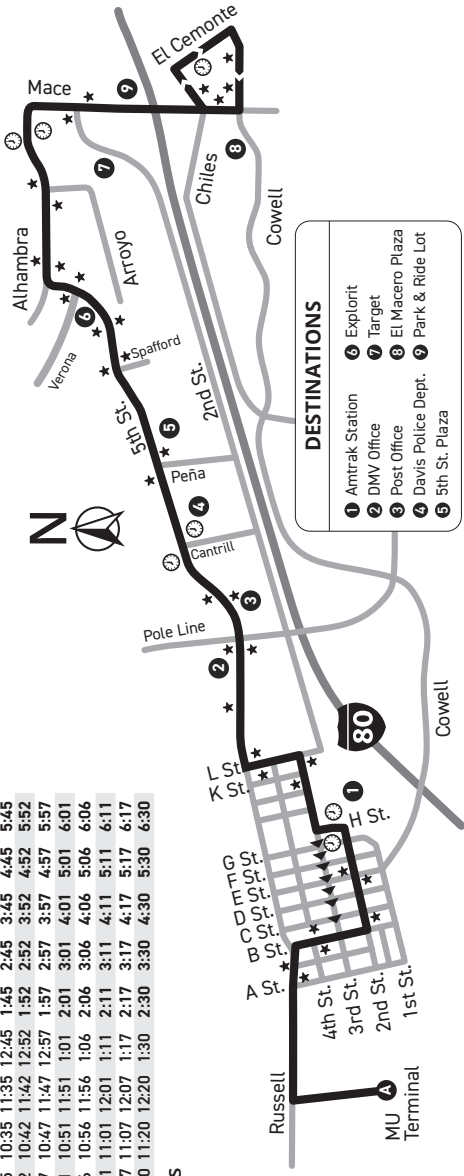 10:35 11:35 12:45 1:45 2:45 3:45 4:45 5:45
10:42 11:42 12:52 1:52 2:52 3:52 4:52 5:52
10:47 11:47 12:57 1:57 2:57 3:57 4:57 5:57
10:51 11:51 1:01 2:01 3:01 4:01 5:01 6:01
10:56 11:56 1:06 2:06 3:06 4:06 5:06 6:06
11:01 12:01 1:11 2:11 3:11 4:11 5:11 6:11
11:07 12:07 1:17 2:17 3:17 4:17 5:17 6:17
11:20 12:20 1:30 2:30 3:30 4:30 5:30 6:30
S
N
Russell
A
MU
Terminal
A St.
B St.
C St.
D St.
E St.
F St.
G St.
H St.
K St.
L St.
4th St.
3rd St.
2nd St.
1st St.
1
80
Cowell
2
Pole Line
3
Cantrill
4
Peña
5
5th St.
2nd St.
Spafford
Verona
6
Alhambra
Arroyo
7
Mace
9
El Cemonte
Chiles
8
Cowell
DESTINATIONS
1 Amtrak Station
2 DMV Office
3 Post Office
4 Davis Police Dept.
5 5th St. Plaza
6 Explorit
7 Target
8 El Macero Plaza
9 Park & Ride Lot